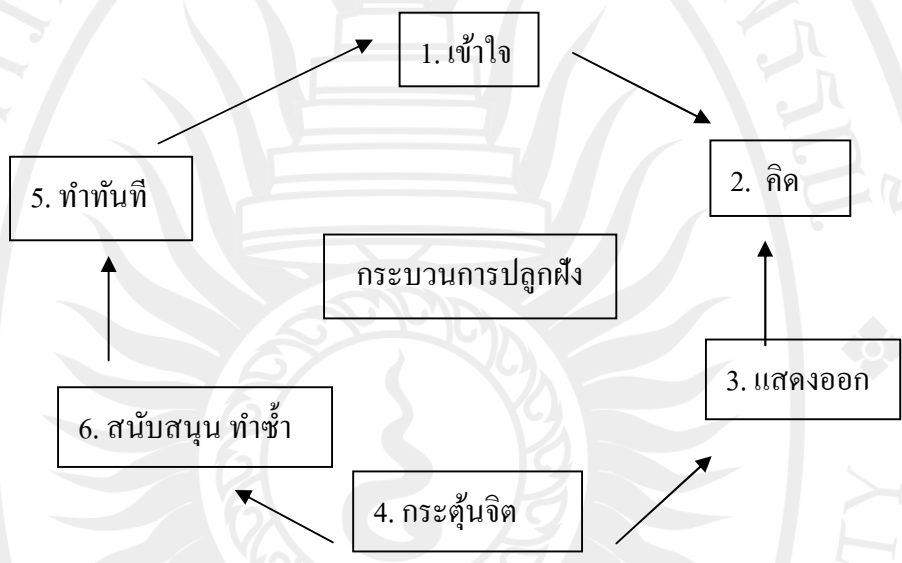 1. เข้าใจ
2. คิด
5. ทำทันที
กระบวนการปลูกฝัง
3. แสดงออก
6. สนับสนุน ทำซ้ำ
4. กระตุ้นจิต